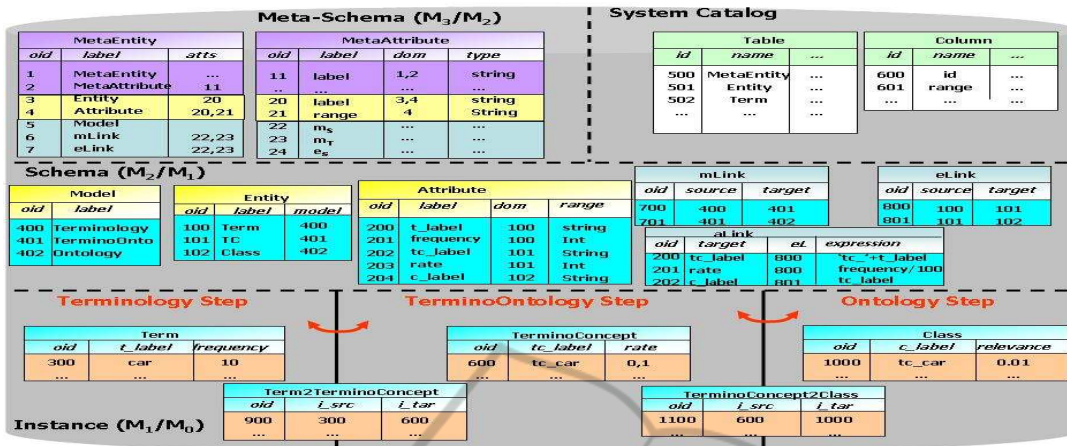 Meta-Schema (M3/M2)
System Catalog
MetaEntity
oid label atts
1 MetaEntity ...
2 MetaAttribute 11
3 Entity 20
4 Attribute 20,21
5 Model
6 mLink 22,23
7 eLink 22,23
MetaAttribute
oid label dom type
11 label 1,2 string
.. ... ...
20 label 3,4 string
21 range 4 String
22 mS ... ...
23 mT ... ...
24 eS ... ...
Table
id name ...
500 MetaEntity ...
501 Entity ...
502 Term ...
... ... ...
Column
id name ...
600 id ...
601 range ...
... ... ...
Schema (M2/M1)
Model
oid label
400 Terminology
401 TerminoOnto
402 Ontology
Entity
oid label model
100 Term 400
101 TC 401
102 Class 402
Attribute
oid label dom range
200 t_label 100 string
201 frequency 100 Int
202 tc_label 101 String
203 rate 101 Int
204 c_label 102 String
mLink
oid source target
700 400 401
701 401 402
eLink
oid source target
800 100 101
801 101 102
aLink
oid target eL expression
200 tc_label 800 'tc_'+t_label
201 rate 800 frequency/100
202 c_label 801 tc_label
Terminology Step
TerminoOntology Step
Ontology Step
Term
oid t_label frequency
300 car 10
... ... ...
TerminoConcept
oid tc_label rate
600 tc_car 0,1
... ... ...
Class
oid c_label relevance
1000 tc_car 0.01
... ... ...
Term2TerminoConcept
oid i_src i_tar
900 300 600
... ... ...
TerminoConcept2Class
oid i_src i_tar
1100 600 1000
... ... ...
Instance (M1/M0)